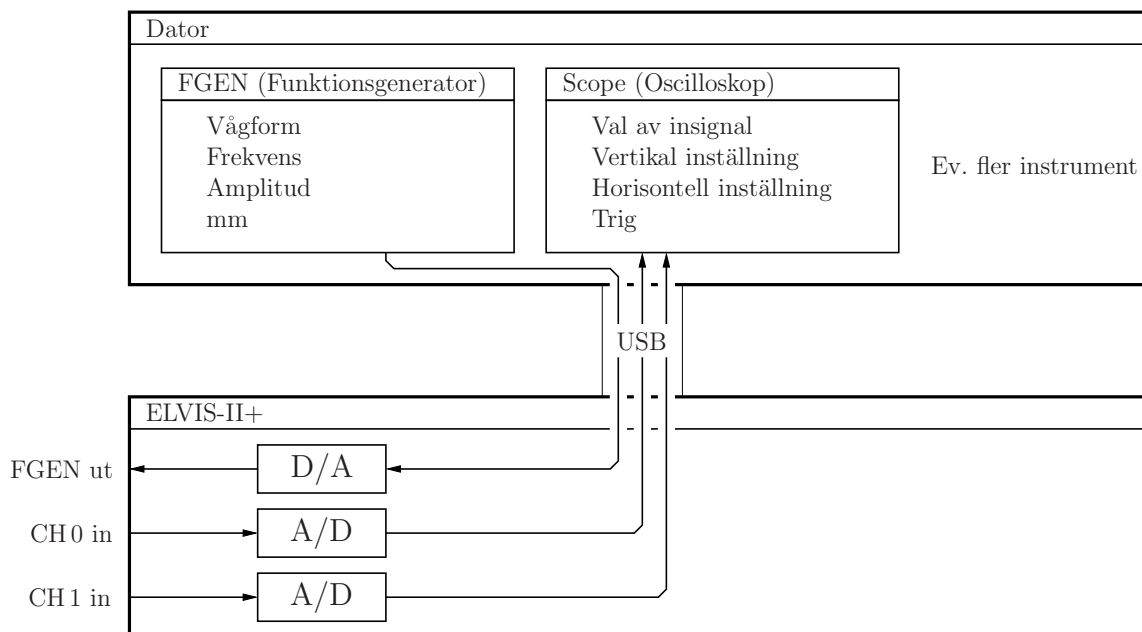 Dator
FGEN (Funktionsgenerator)
Vågform
Frekvens
Amplitud
mm
Scope (Oscilloskop)
Val av insignal
Vertikal inställning
Horisontell inställning
Trig
Ev. fler instrument
USB
ELVIS-II+
FGEN ut
D/A
CH 0 in
A/D
CH 1 in
A/D